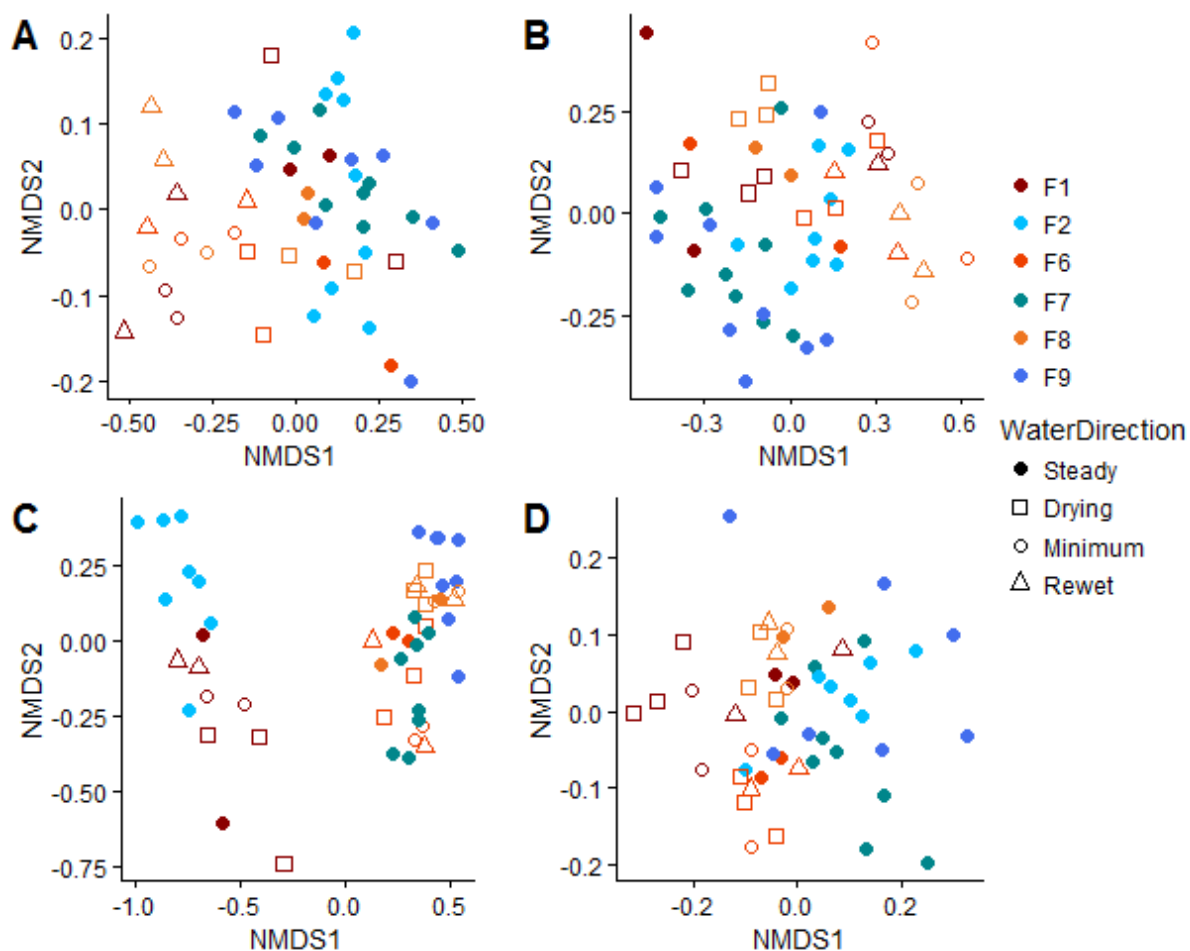 A
NMDS2
0.2
0.1
0.0
-0.1
-0.2
-0.50
-0.25
0.00
0.25
0.50
NMDS1
B
NMDS2
0.25
0.00
-0.25
-0.3
0.0
0.3
0.6
NMDS1
F1
F2
F6
F7
F8
F9
WaterDirection
Steady
Drying
Minimum
Rewet
C
NMDS2
0.25
0.00
-0.25
-0.50
-0.75
-1.0
-0.5
0.0
0.5
NMDS1
D
NMDS2
0.2
0.1
0.0
-0.1
-0.2
-0.2
0.0
0.2
NMDS1